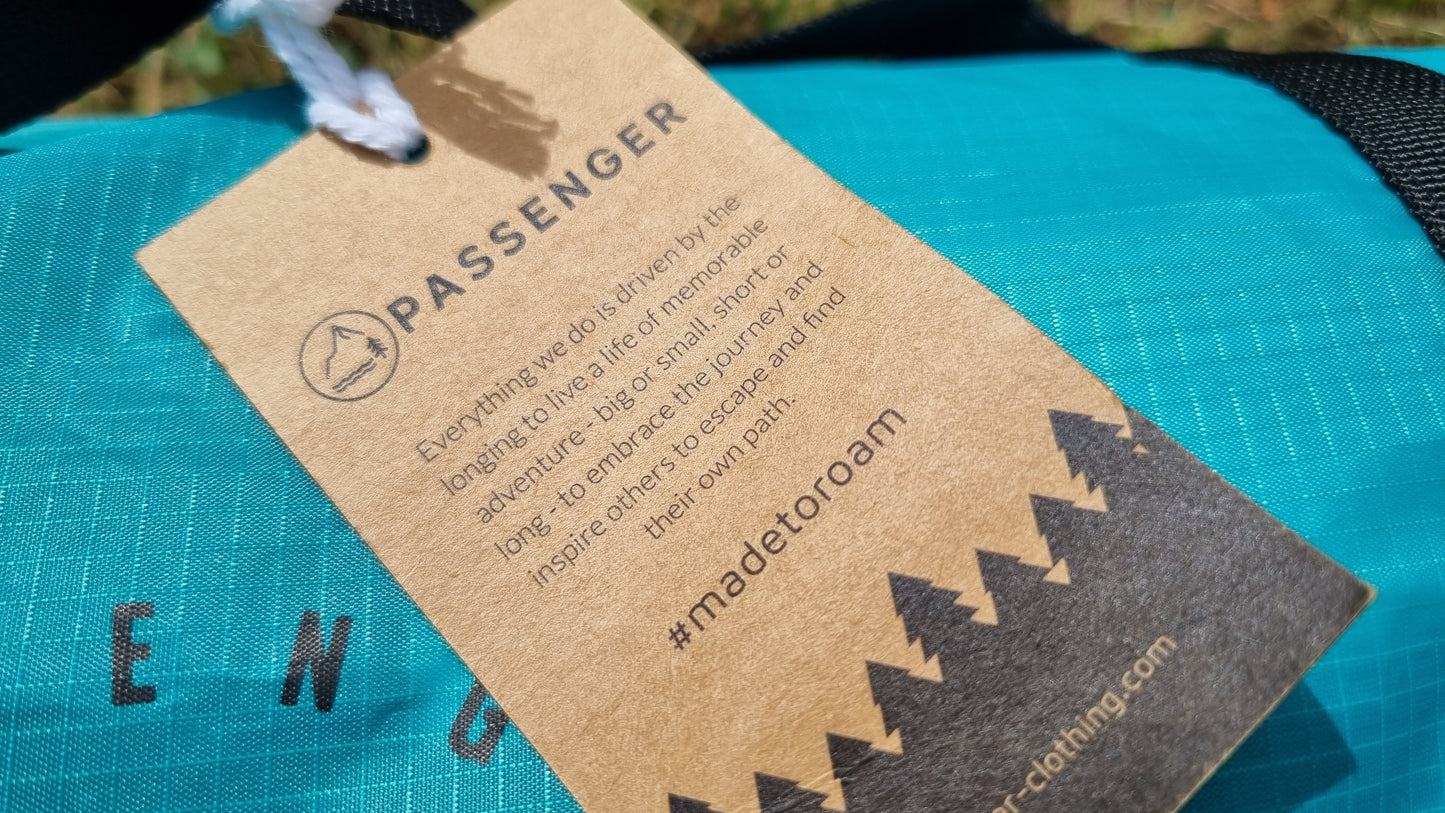 PASSENGER
Everything we do is driven by the
longing to live a life of memorable
adventure - big or small, short or
long - to embrace the journey and
inspire others to escape and find
their own path.
#madetoroam
er-clothing.com
E N G